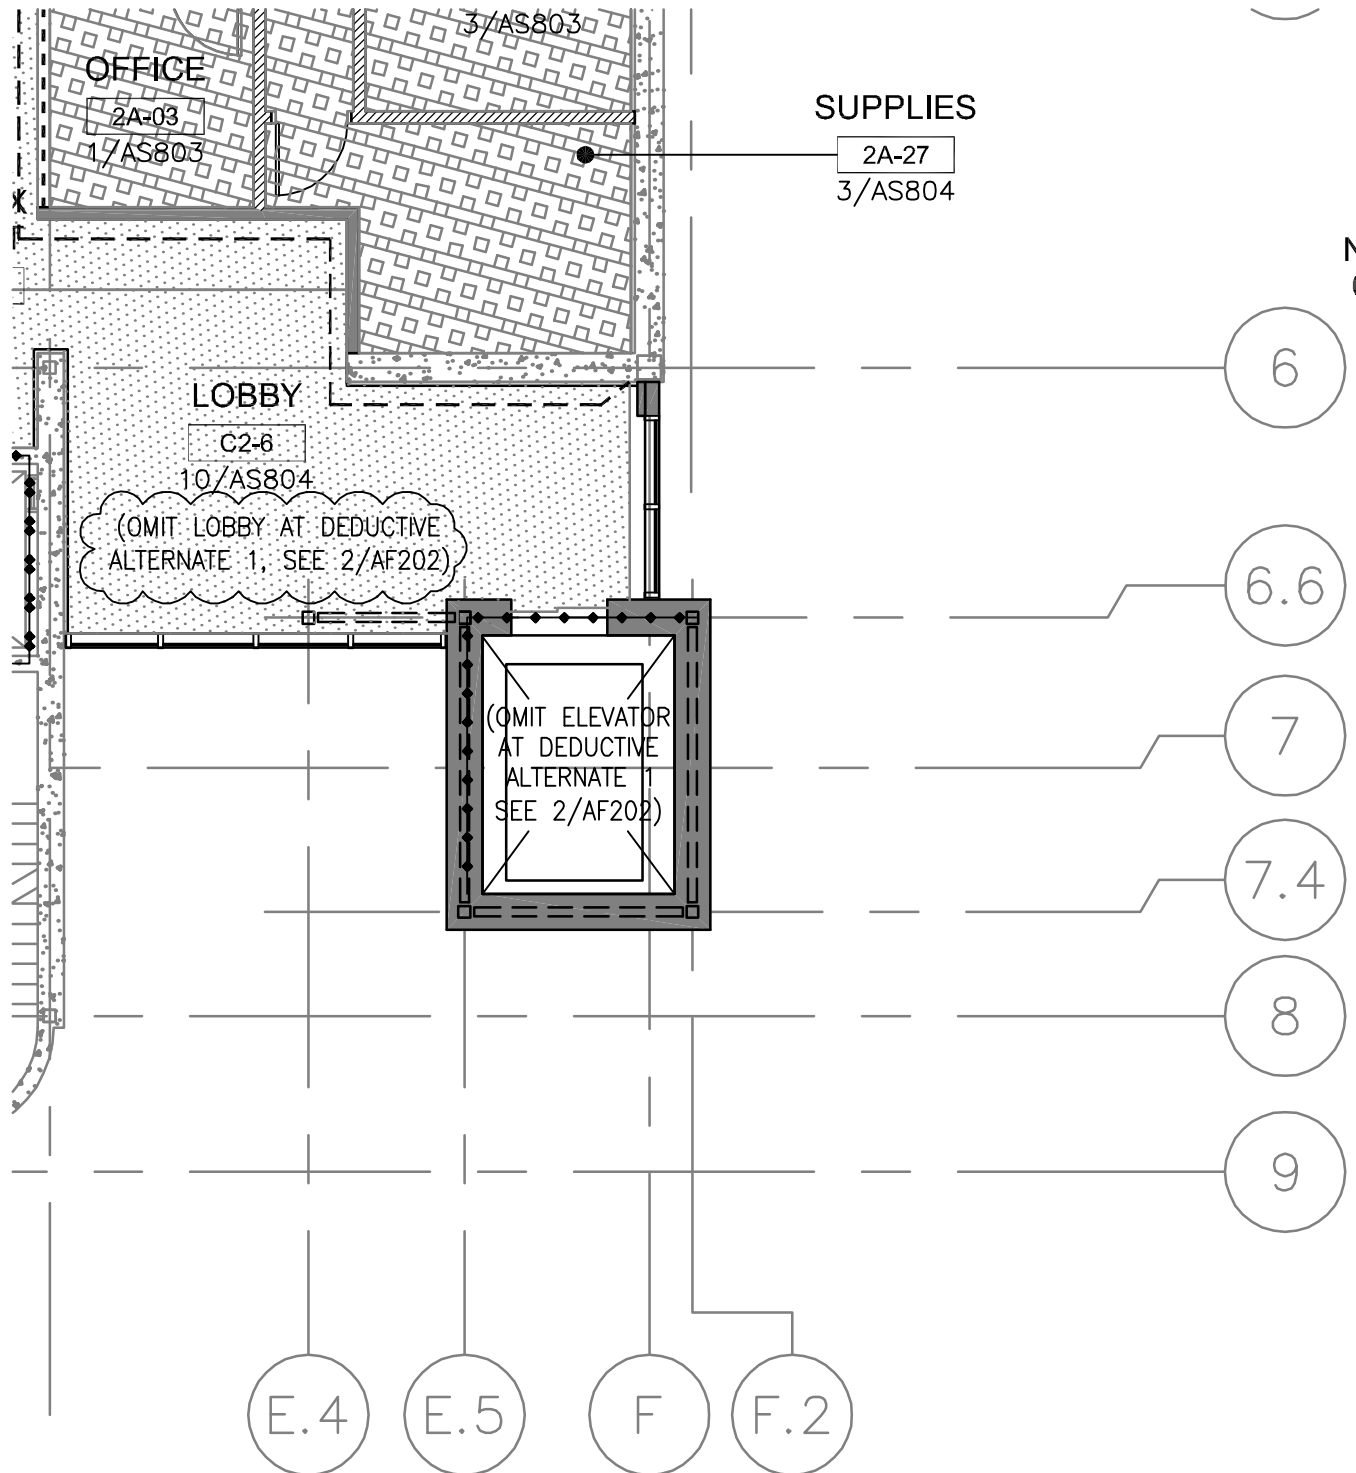 3/AS803
OFFICE
2A-03
1/AS803
SUPPLIES
2A-27
3/AS804
6
LOBBY
C2-6
10/AS804
(OMIT LOBBY AT DEDUCTIVE
ALTERNATE 1, SEE 2/AF202)
6.6
(OMIT ELEVATOR
AT DEDUCTIVE
ALTERNATE 1
SEE 2/AF202)
7
7.4
8
9
E.4
E.5
F
F.2